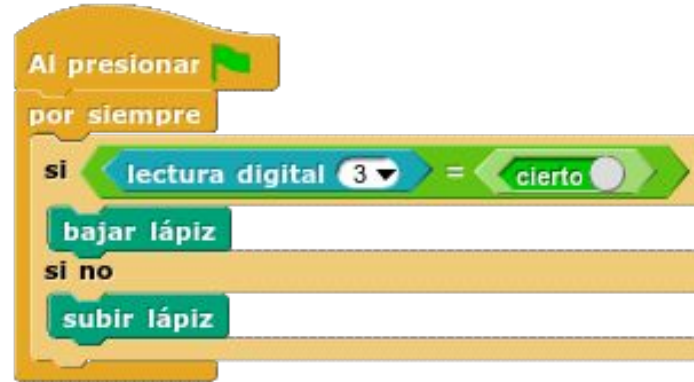 Al presionar
por siempre
si lectura digital 3 = cierto
bajar lápiz
si no
subir lápiz